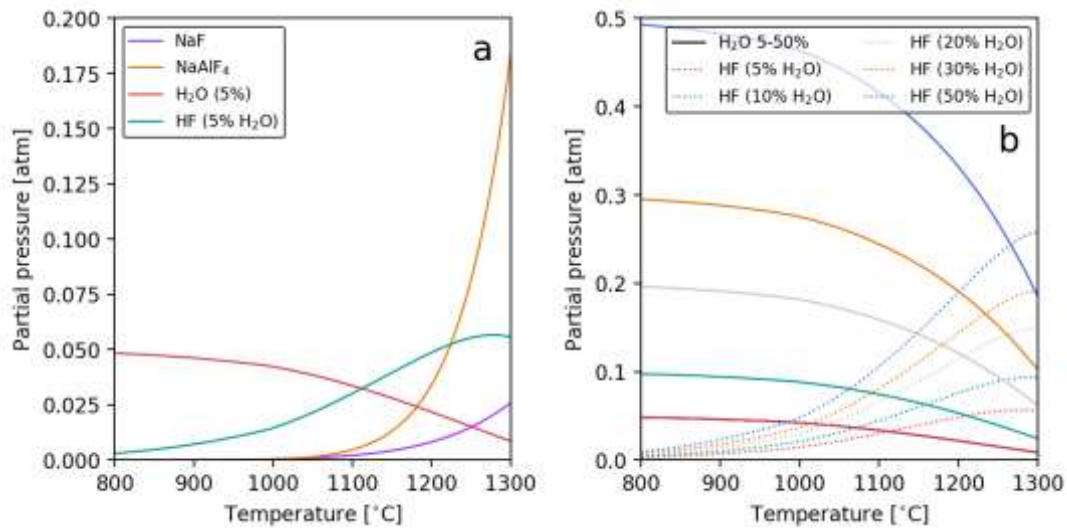 0.200
0.175
0.150
0.125
0.100
0.075
0.050
0.025
0.000
Partial pressure [atm]
NaF
NaAlF₄
H₂O (5%)
HF (5% H₂O)
a
800 900 1000 1100 1200 1300
Temperature [°C]
0.5
0.4
0.3
0.2
0.1
0.0
Partial pressure [atm]
H₂O 5-50%
HF (5% H₂O)
HF (10% H₂O)
HF (20% H₂O)
HF (30% H₂O)
HF (50% H₂O)
b
800 900 1000 1100 1200 1300
Temperature [°C]